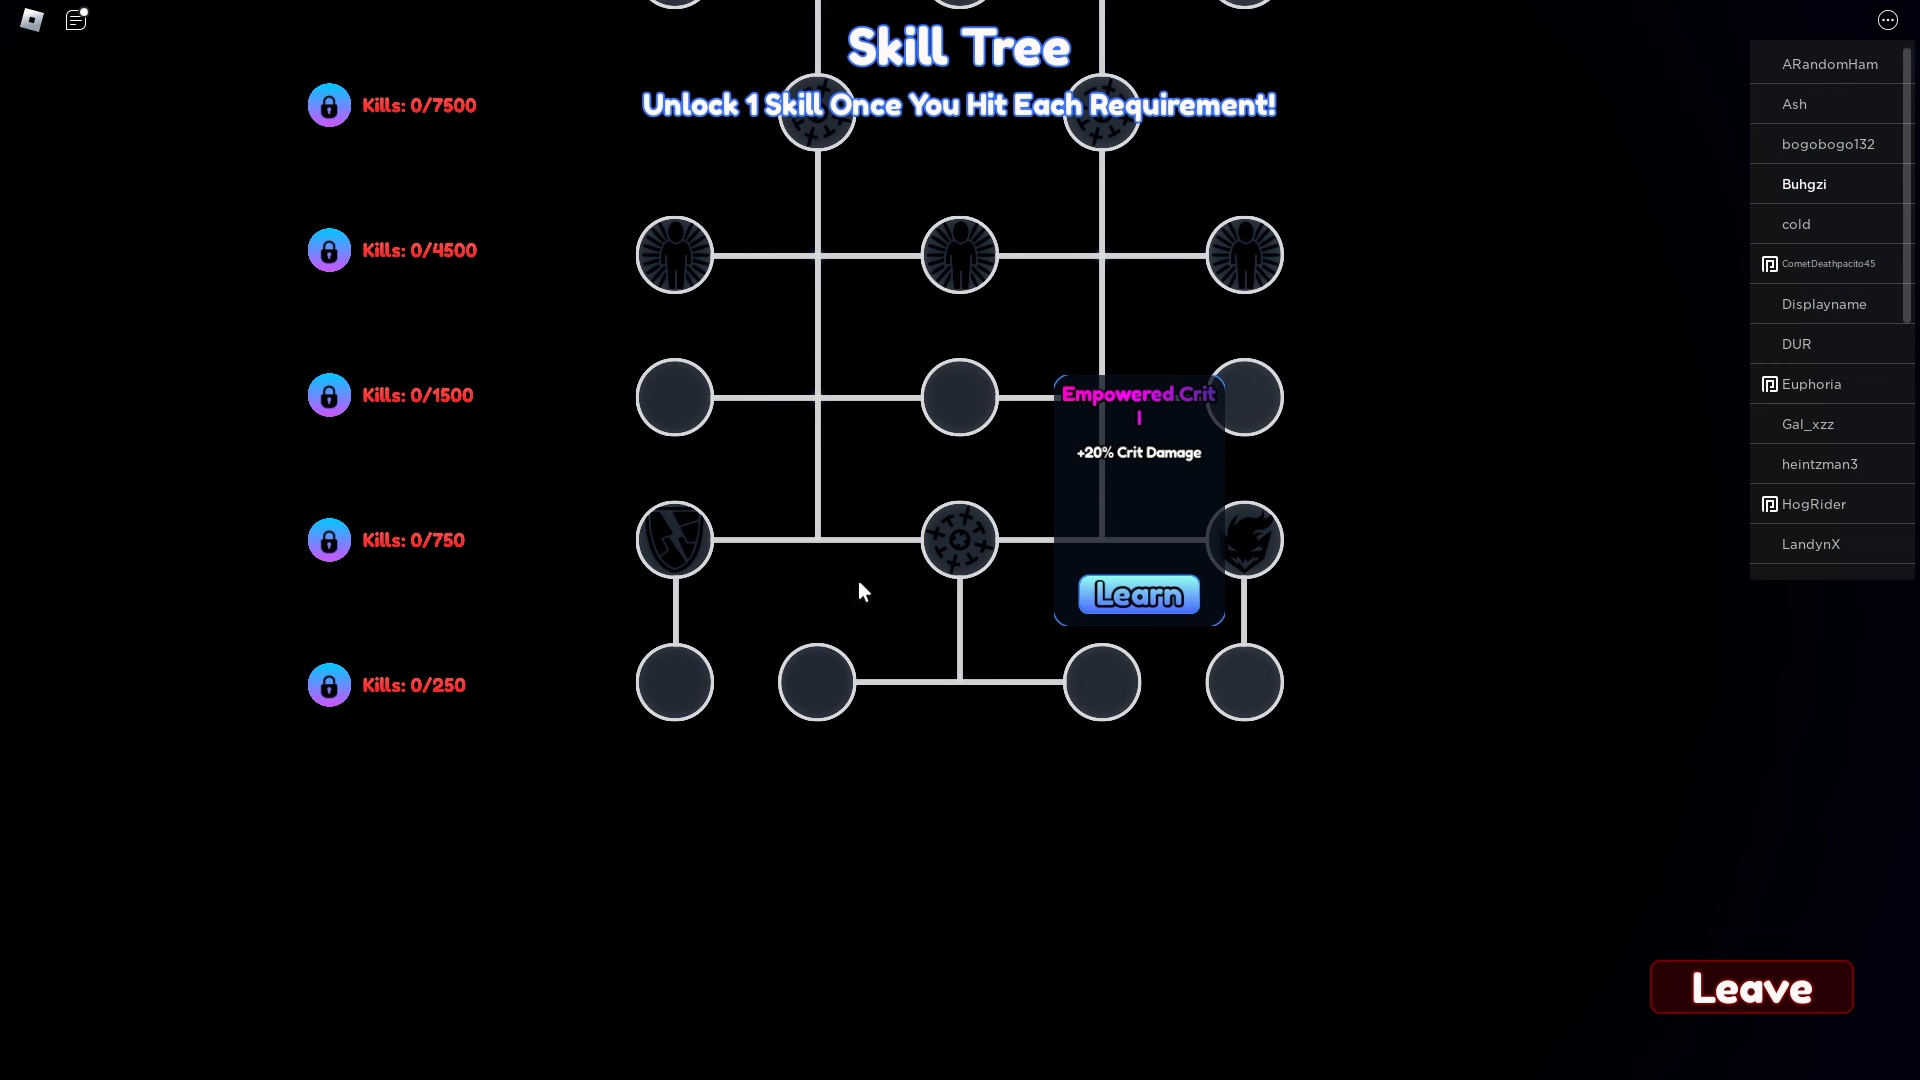 Skill Tree
Unlock 1 Skill Once You Hit Each Requirement!
Kills: 0/7500
Kills: 0/4500
Kills: 0/1500
Kills: 0/750
Kills: 0/250
Empowered Crit
I
+20% Crit Damage
Learn
ARandomHam
Ash
bogobogo132
Buhgzi
cold
CometDeathpacito45
Displayname
DUR
Euphoria
Gal_xzz
heintzman3
HogRider
LandynX
Leave